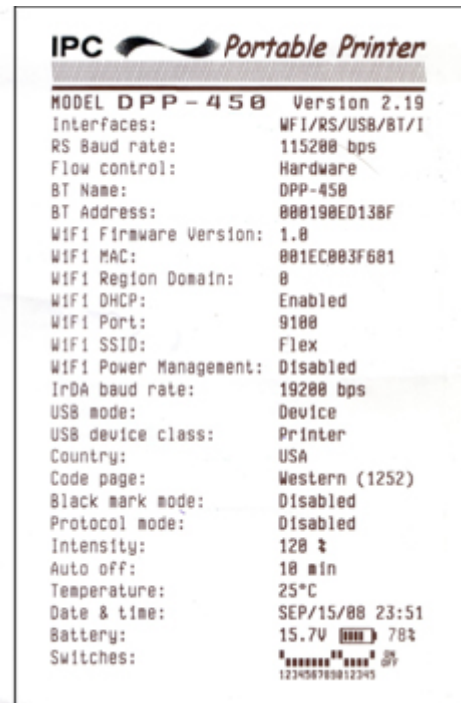 IPC Portable Printer
MODEL DPP-450 Version 2.19
Interfaces: WFI/RS/USB/BT/I
RS Baud rate: 115200 bps
Flow control: Hardware
BT Name: DPP-450
BT Address: 000190ED13BF
WiFi Firmware Version: 1.0
WiFi MAC: 001EC003F681
WiFi Region Domain: 0
WiFi DHCP: Enabled
WiFi Port: 9100
WiFi SSID: Flex
WiFi Power Management: Disabled
IrDA baud rate: 19200 bps
USB mode: Device
USB device class: Printer
Country: USA
Code page: Western (1252)
Black mark mode: Disabled
Protocol mode: Disabled
Intensity: 120 %
Auto off: 10 min
Temperature: 25°C
Date & time: SEP/15/08 23:51
Battery: 15.7V 78%
Switches: ON
OFF
123456789012345